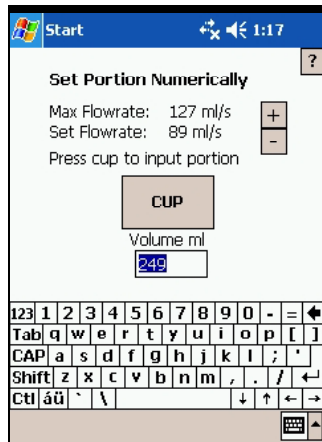 Start 1:17
?
Set Portion Numerically
Max Flowrate: 127 ml/s +
Set Flowrate: 89 ml/s -
Press cup to input portion
CUP
Volume ml
249
123 1 2 3 4 5 6 7 8 9 0 - =
Tab q w e r t y u i o p [ ]
CAP a s d f g h j k l ; '
Shift z x c v b n m , . / ↵
Ctl áü ` \ ↓ ↑ ← →